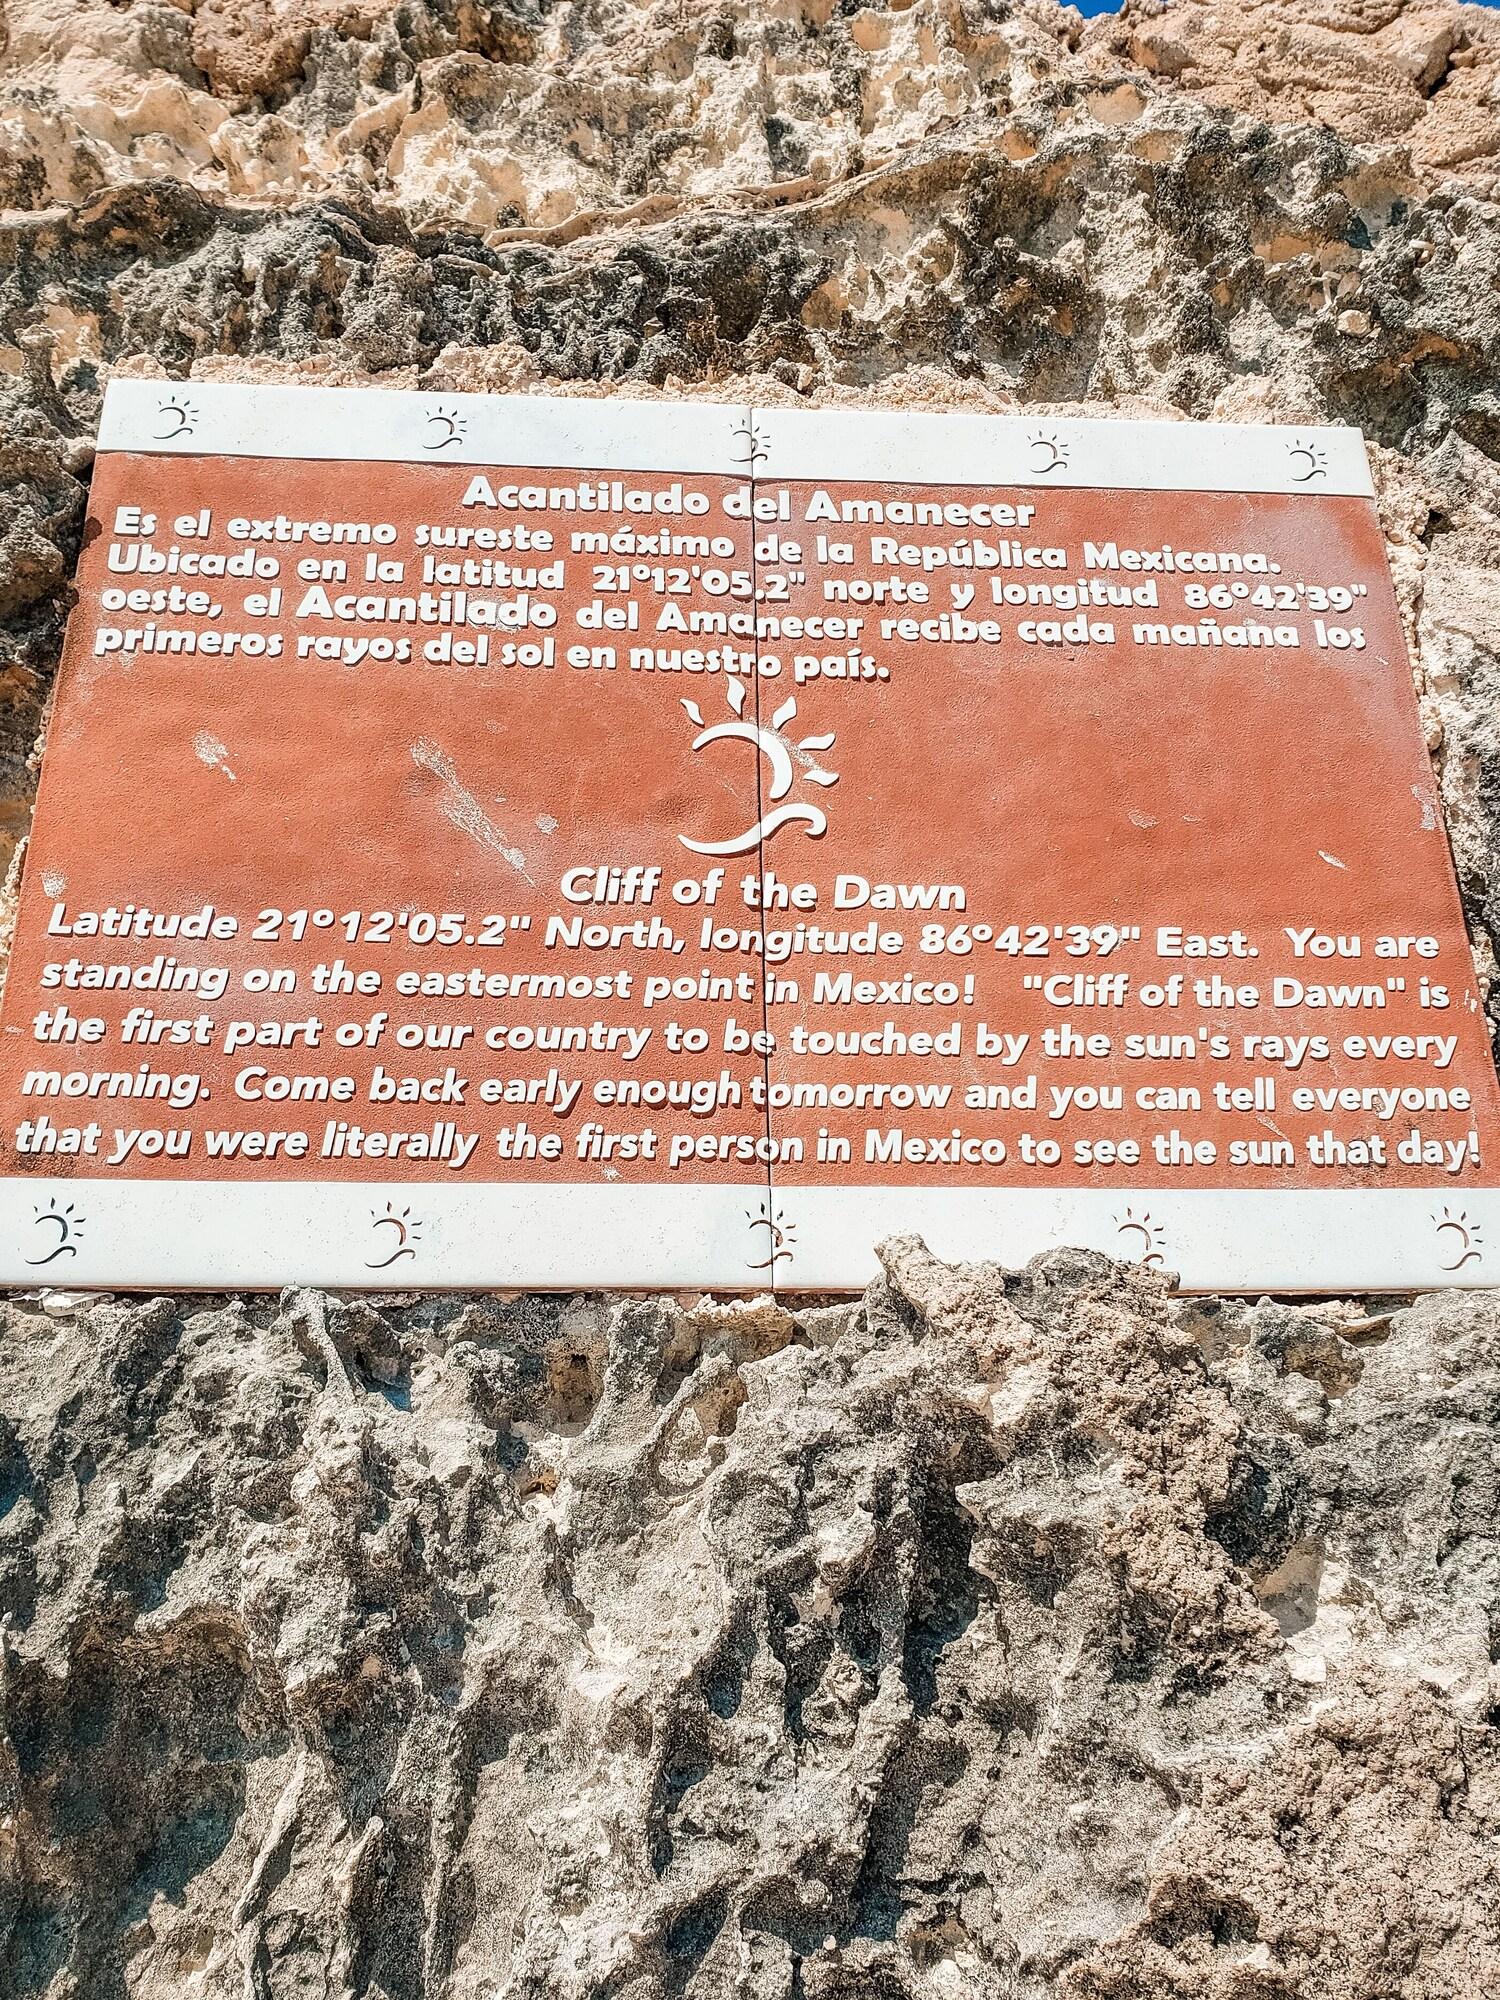 Acantilado del Amanecer
Es el extremo sureste máximo de la República Mexicana.
Ubicado en la latitud 21°12'05.2" norte y longitud 86°42'39"
oeste, el Acantilado del Amanecer recibe cada mañana los
primeros rayos del sol en nuestro país.
Cliff of the Dawn
Latitude 21°12'05.2" North, longitude 86°42'39" East. You are
standing on the eastermost point in Mexico! "Cliff of the Dawn" is
the first part of our country to be touched by the sun's rays every
morning. Come back early enough tomorrow and you can tell everyone
that you were literally the first person in Mexico to see the sun that day!